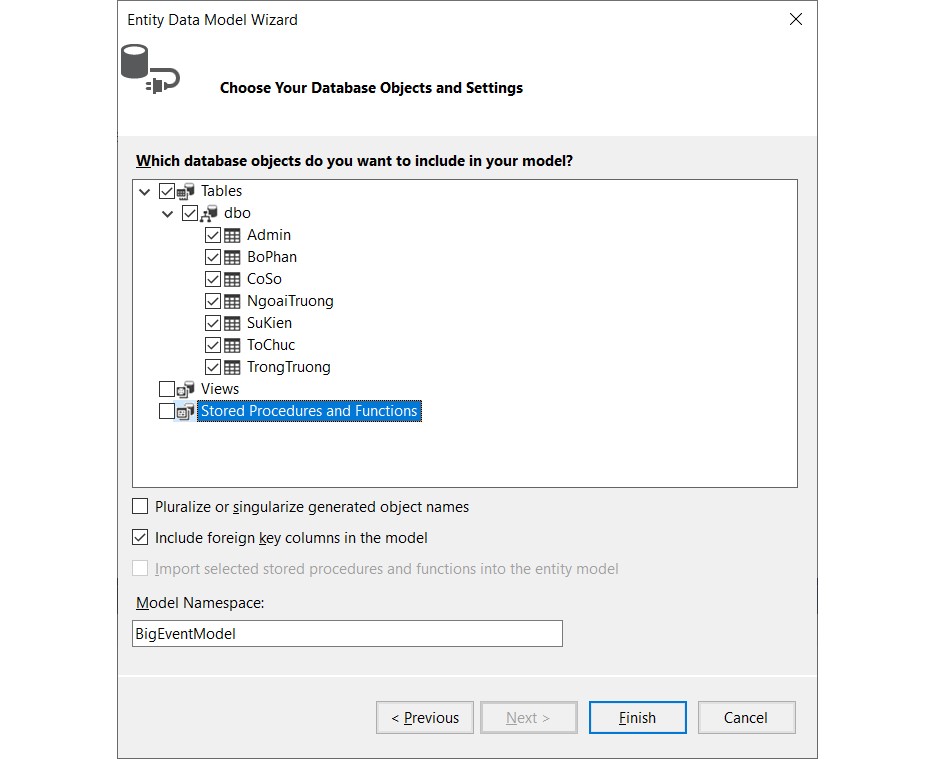 Entity Data Model Wizard
Choose Your Database Objects and Settings
Which database objects do you want to include in your model?
Tables
dbo
Admin
BoPhan
CoSo
NgoaiTruong
SuKien
ToChuc
TrongTruong
Views
Stored Procedures and Functions
Pluralize or singularize generated object names
Include foreign key columns in the model
Import selected stored procedures and functions into the entity model
Model Namespace:
BigEventModel
< Previous
Next >
Finish
Cancel